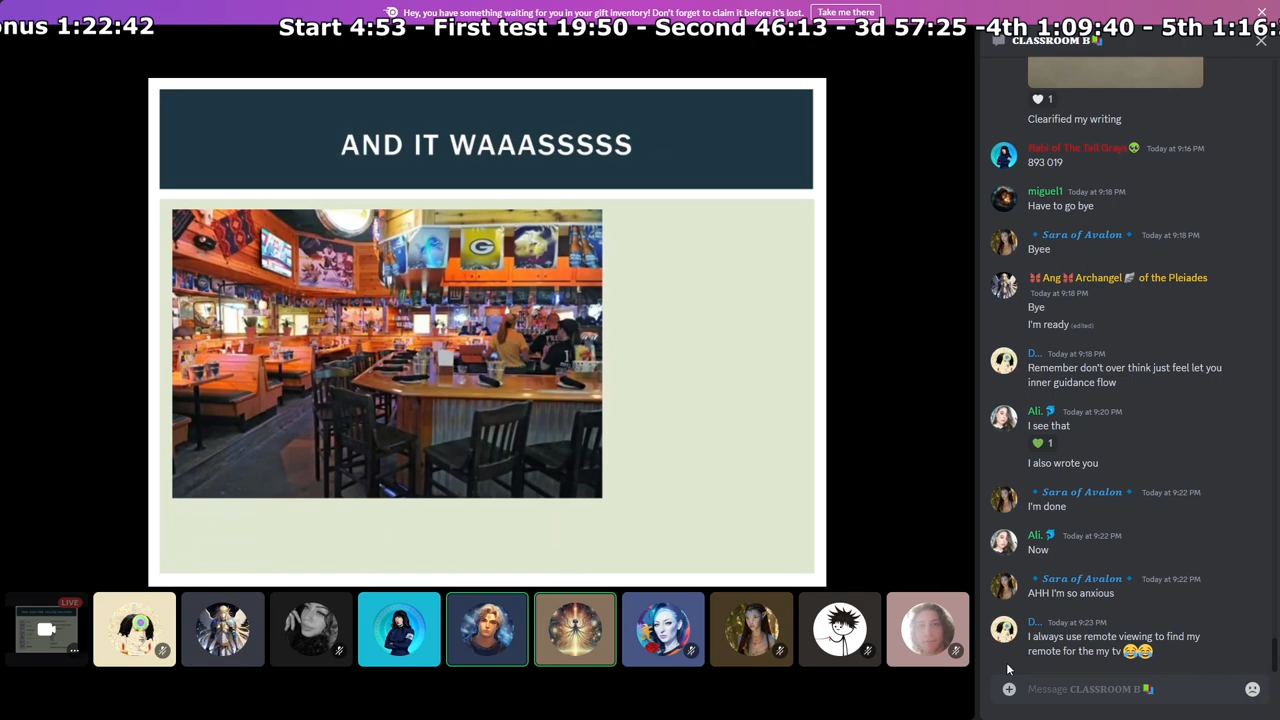 Hey, you have something waiting for you in your gift inventory! Don't forget to claim it before it's lost. Take me there
onus 1:22:42 Start 4:53 - First test 19:50 - Second 46:13 - 3d 57:25 -4th 1:09:40 - 5th 1:16:
CLASSROOM B
AND IT WAAASSSSS
LIVE
1
Clearified my writing
Rahi of The Tall Grays👽 Today at 9:16 PM
893 019
miguel1 Today at 9:18 PM
Have to go bye
🔹Sara of Avalon🔹 Today at 9:18 PM
Byee
Ang Archangel of the Pleiades
Today at 9:18 PM
Bye
I'm ready (edited)
D... Today at 9:18 PM
Remember don't over think just feel let you
inner guidance flow
Ali. Today at 9:20 PM
I see that
1
I also wrote you
🔹Sara of Avalon🔹 Today at 9:22 PM
I'm done
Ali. Today at 9:22 PM
Now
🔹Sara of Avalon🔹 Today at 9:22 PM
AHH I'm so anxious
D... Today at 9:23 PM
I always use remote viewing to find my
remote for the my tv 😂😂
Message CLASSROOM B